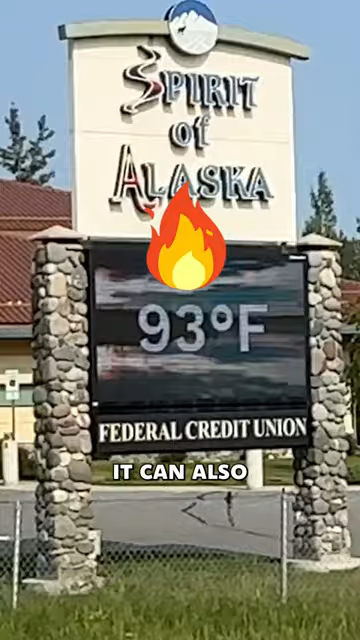 SPIRIT
of
ALASKA
93°F
FEDERAL CREDIT UNION
IT CAN ALSO